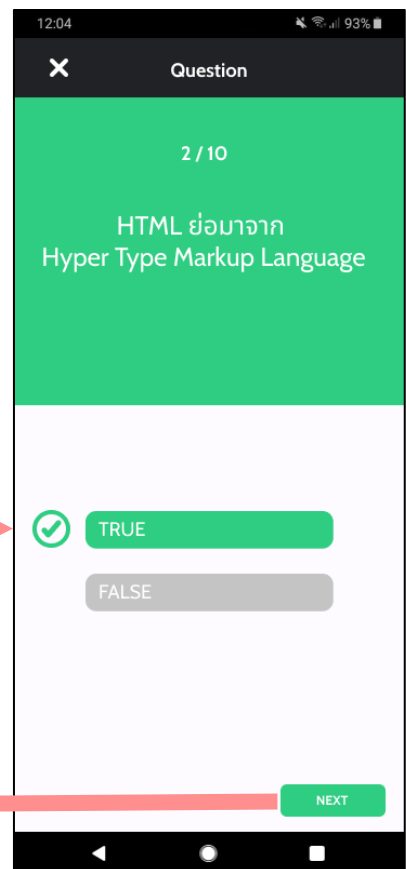 12:04 93%
Question
2 / 10
HTML ย่อมาจาก
Hyper Type Markup Language
TRUE
FALSE
NEXT